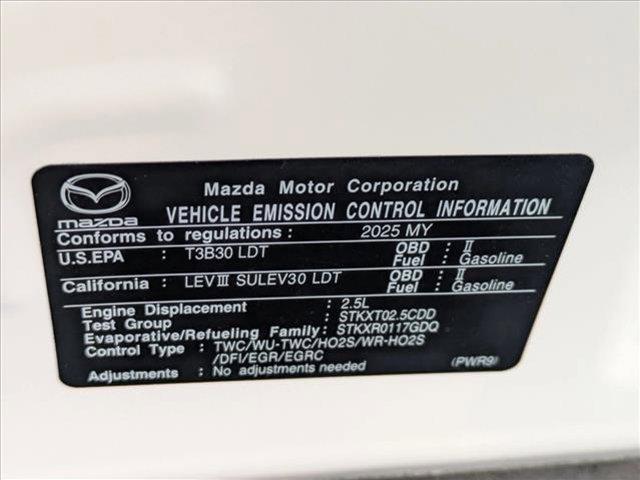 Mazda Motor Corporation
mazda VEHICLE EMISSION CONTROL INFORMATION
Conforms to regulations : 2025 MY
U.S.EPA : T3B30 LDT OBD : II
Fuel : Gasoline
California : LEV III SULEV30 LDT OBD : II
Fuel : Gasoline
Engine Displacement : 2.5L
Test Group : STKXT02.5CDD
Evaporative/Refueling Family: STKXR0117GDQ
Control Type : TWC/WU-TWC/HO2S/WR-HO2S
/DFI/EGR/EGRC
Adjustments : No adjustments needed (PWR9)